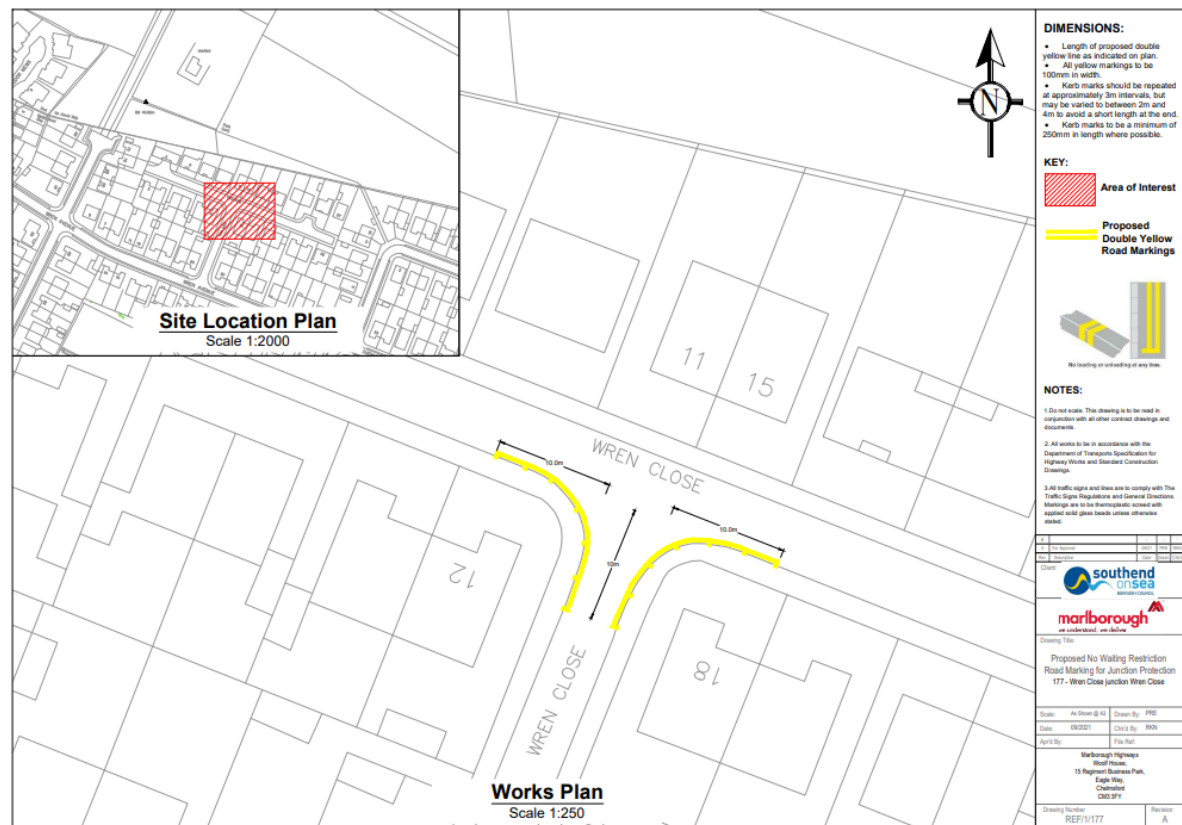 DIMENSIONS:
• Length of proposed double
yellow line as indicated on plan.
• All yellow markings to be
100mm in width.
• Kerb marks should be repeated
at approximately 3m intervals, but
may be varied to between 2m and
4m to avoid a short length at the end.
• Kerb marks to be a minimum of
250mm in length where possible.
KEY:
Area of Interest
Proposed
Double Yellow
Road Markings
No loading or unloading at any time.
NOTES:
1.Do not scale. This drawing is to be read in
conjunction with all other contract drawings and
documents.
2. All works to be in accordance with the
Department of Transports Specification for
Highway Works and Standard Construction
Drawings.
3.All traffic signs and lines are to comply with The
Traffic Signs Regulations and General Directions.
Markings are to be thermoplastic screed with
applied solid glass beads unless otherwise
stated.
Client:
southend
on sea
BOROUGH COUNCIL
marlborough
we understand, we deliver
Drawing Title:
Proposed No Waiting Restriction
Road Marking for Junction Protection
177 - Wren Close junction Wren Close
Scale: As Shown @ A3 Drawn By: PRE
Date: 09/2021 Chk'd By: RKN
App'd By: File Ref:
Marlborough Highways
Woolf House,
15 Regiment Business Park,
Eagle Way,
Chelmsford
CM3 3FY
Drawing Number Revision
REF/1/177 A
N
WREN AVENUE
WREN AVENUE
Site Location Plan
Scale 1:2000
11
15
WREN CLOSE
10.0m
10.0m
10m
12
18
WREN CLOSE
Works Plan
Scale 1:250